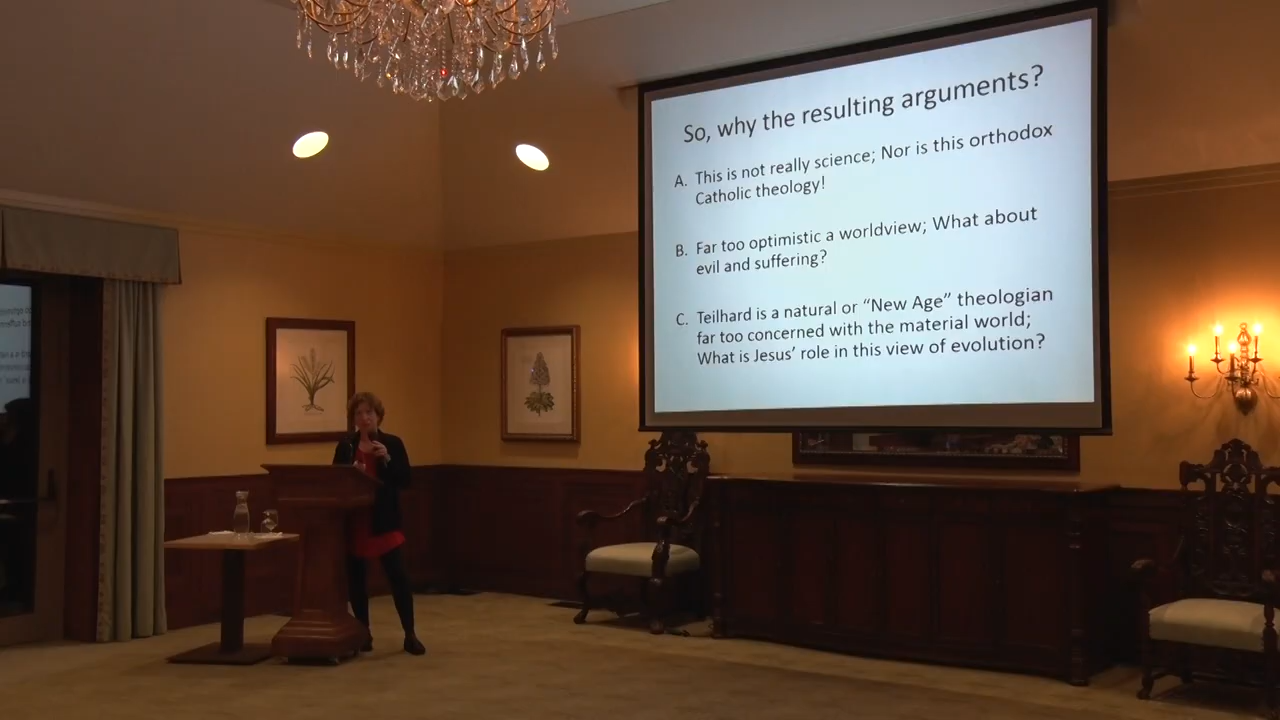 So, why the resulting arguments?
A. This is not really science; Nor is this orthodox
Catholic theology!
B. Far too optimistic a worldview; What about
evil and suffering?
C. Teilhard is a natural or “New Age” theologian
far too concerned with the material world;
What is Jesus’ role in this view of evolution?